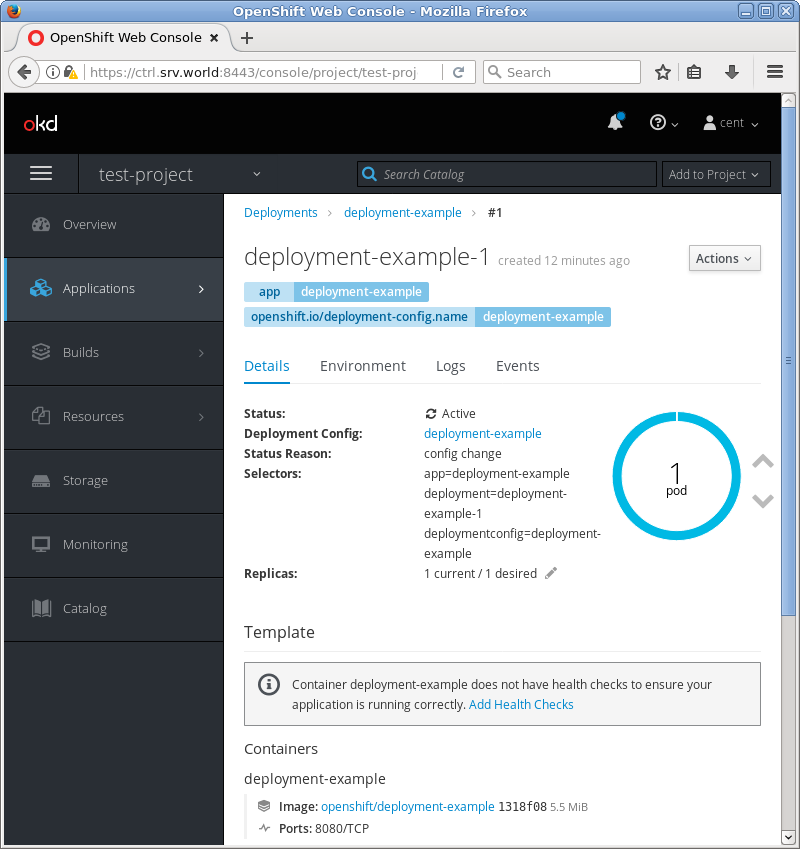 OpenShift Web Console - Mozilla Firefox
OpenShift Web Console
https://ctrl.srv.world:8443/console/project/test-proj
Search
okd
cent
test-project
Search Catalog
Add to Project
Overview
Applications
Builds
Resources
Storage
Monitoring
Catalog
Deployments › deployment-example › #1
deployment-example-1 created 12 minutes ago
Actions
app deployment-example
openshift.io/deployment-config.name deployment-example
Details Environment Logs Events
Status: Active
Deployment Config: deployment-example
Status Reason: config change
Selectors: app=deployment-example
deployment=deployment-
example-1
deploymentconfig=deployment-
example
Replicas: 1 current / 1 desired
1
pod
Template
Container deployment-example does not have health checks to ensure your
application is running correctly. Add Health Checks
Containers
deployment-example
Image: openshift/deployment-example 1318f08 5.5 MiB
Ports: 8080/TCP